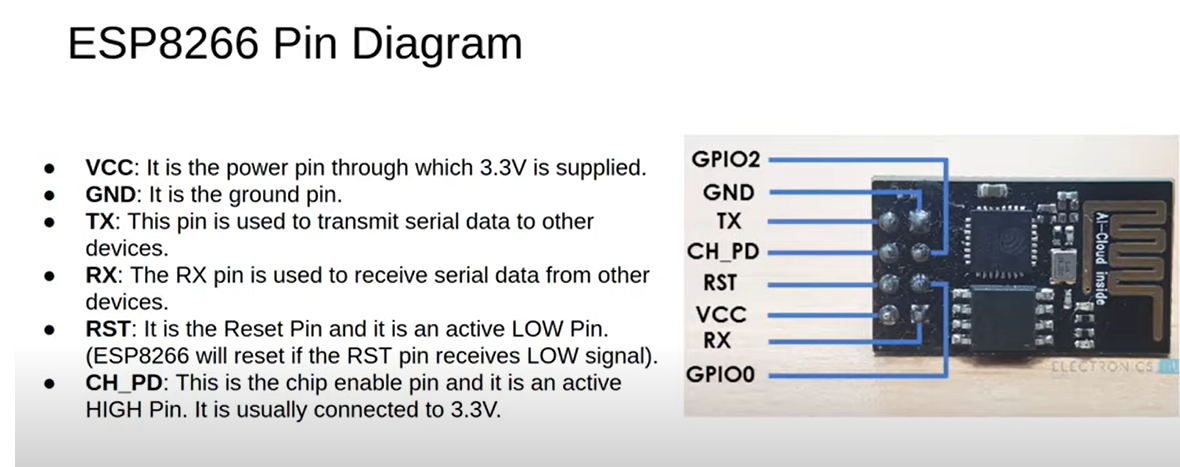 ESP8266 Pin Diagram
● VCC: It is the power pin through which 3.3V is supplied.
● GND: It is the ground pin.
● TX: This pin is used to transmit serial data to other
devices.
● RX: The RX pin is used to receive serial data from other
devices.
● RST: It is the Reset Pin and it is an active LOW Pin.
(ESP8266 will reset if the RST pin receives LOW signal).
● CH_PD: This is the chip enable pin and it is an active
HIGH Pin. It is usually connected to 3.3V.
GPIO2
GND
TX
CH_PD
RST
VCC
RX
GPIO0
AI-Cloud inside
ELECTRONICS